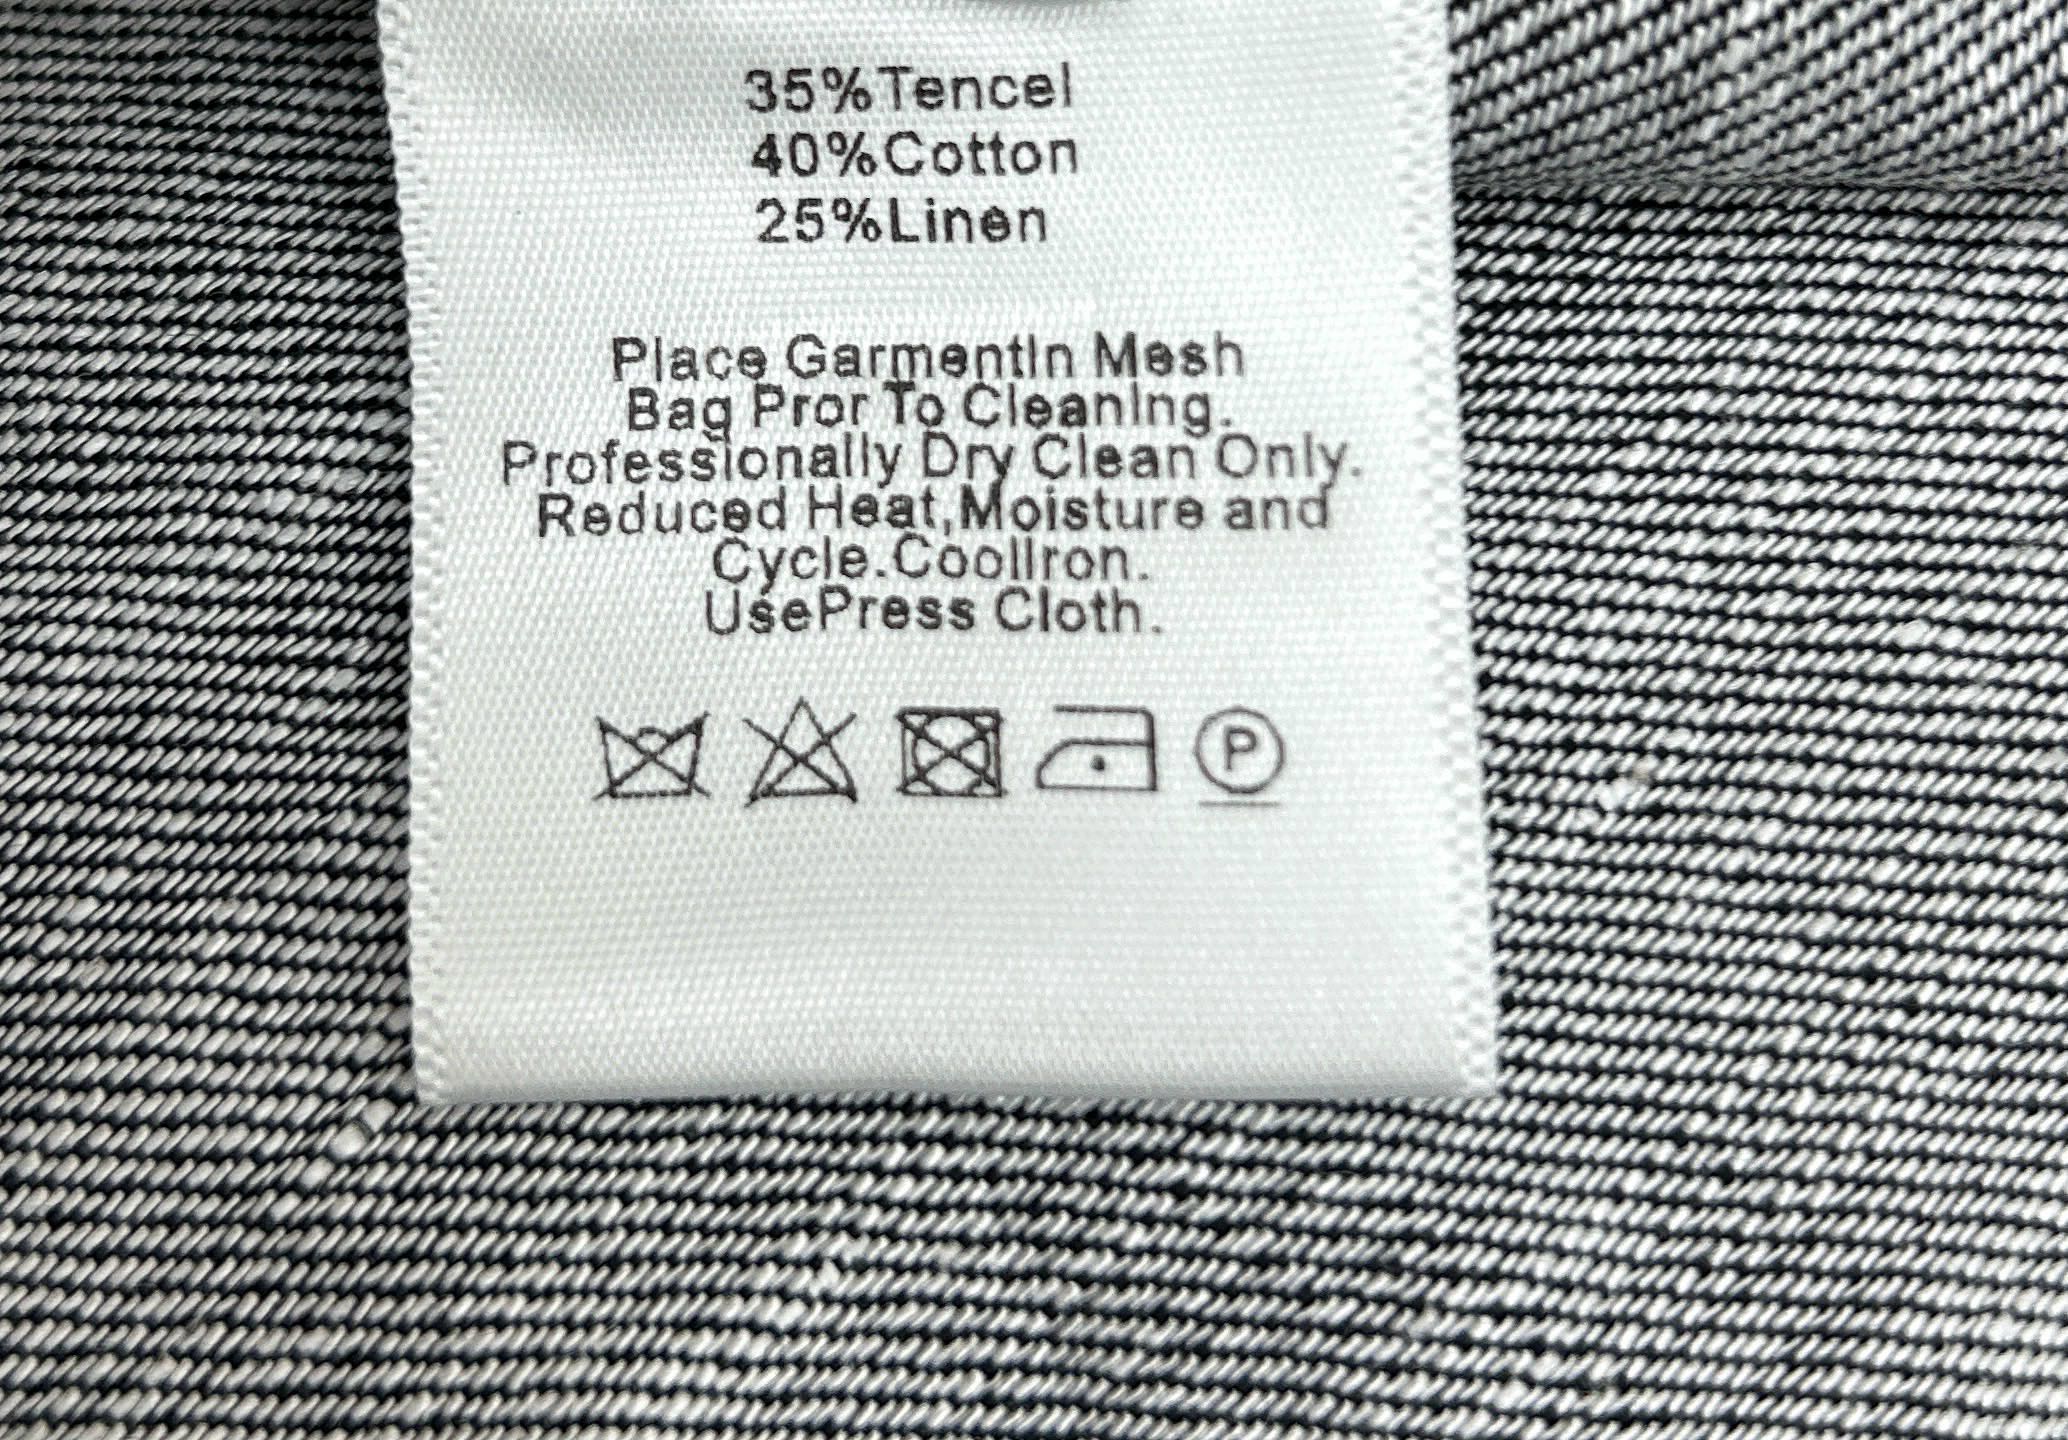 35%Tencel
40%Cotton
25%Linen
Place GarmentIn Mesh
Bag Pror To CleanIng.
Professionally Dry Clean Only.
Reduced Heat,Moisture and
Cycle.CoolIron.
UsePress Cloth.
P